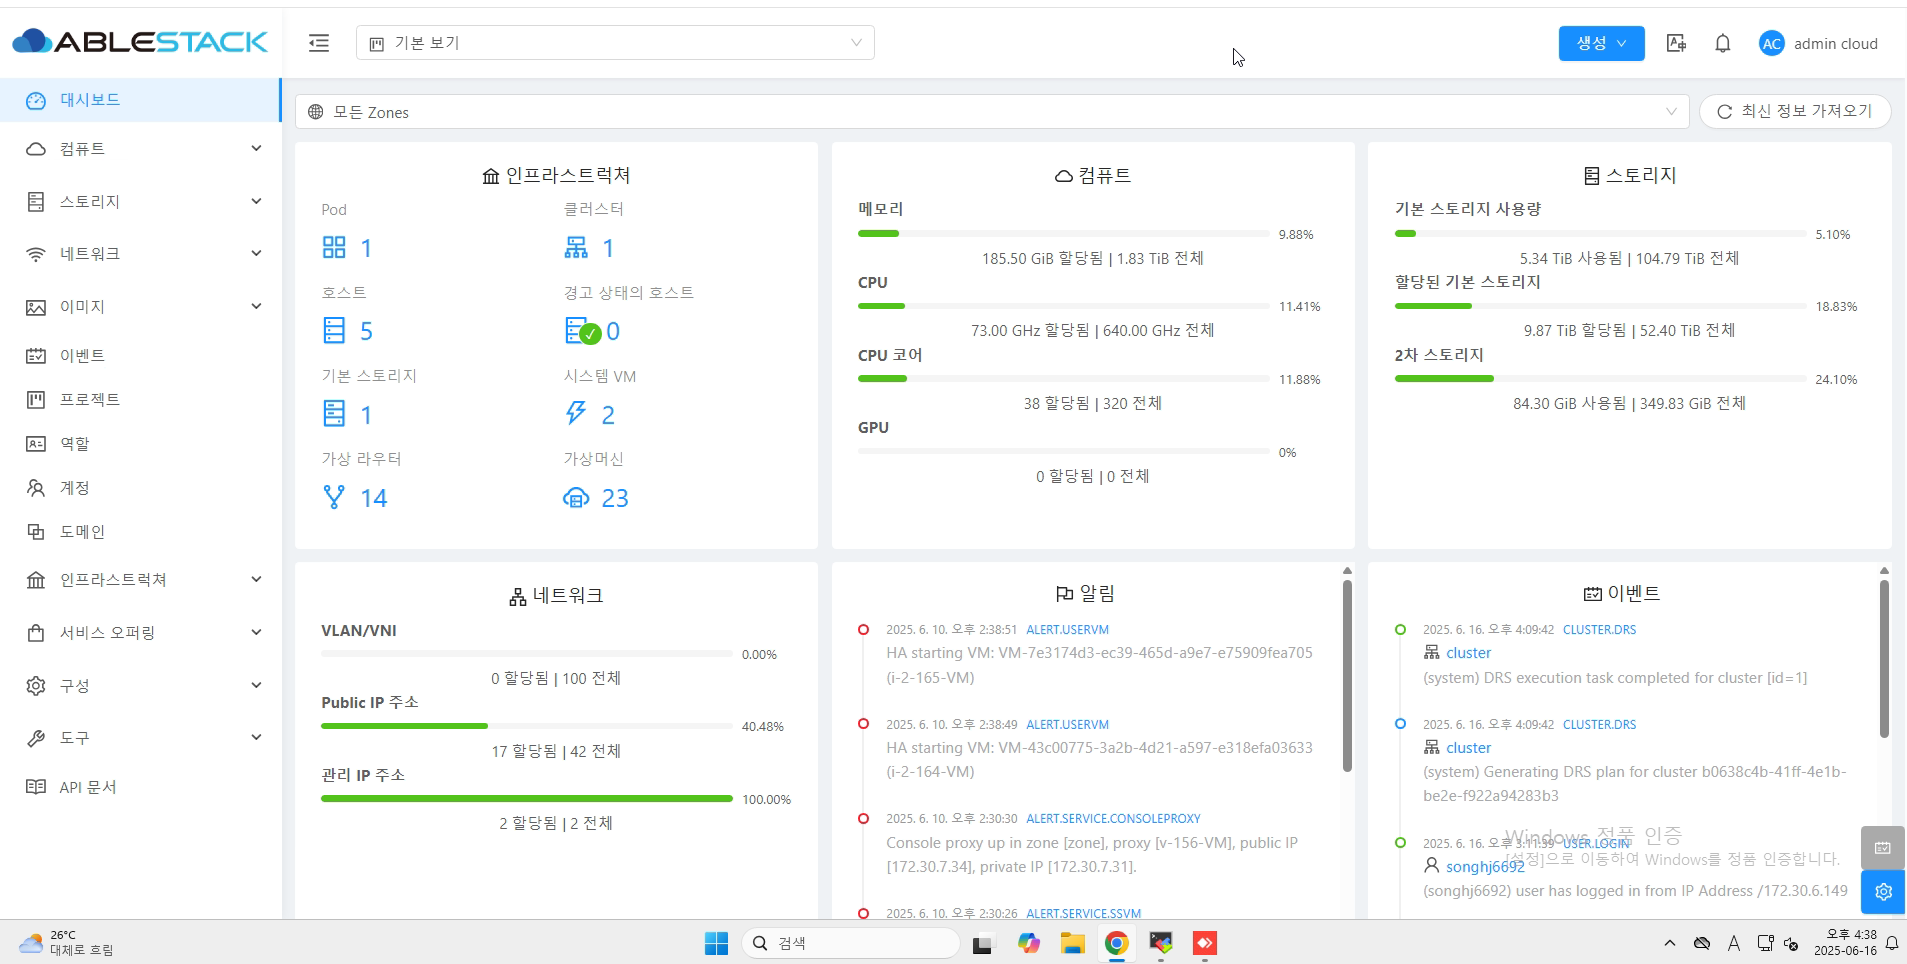 ABLESTACK
기본 보기
생성
AC
admin cloud
대시보드
컴퓨트
스토리지
네트워크
이미지
이벤트
프로젝트
역할
계정
도메인
인프라스트럭쳐
서비스 오퍼링
구성
도구
API 문서
모든 Zones
최신 정보 가져오기
인프라스트럭쳐
Pod
클러스터
1
1
호스트
경고 상태의 호스트
5
0
기본 스토리지
시스템 VM
1
2
가상 라우터
가상머신
14
23
컴퓨트
메모리
9.88%
185.50 GiB 할당됨 | 1.83 TiB 전체
CPU
11.41%
73.00 GHz 할당됨 | 640.00 GHz 전체
CPU 코어
11.88%
38 할당됨 | 320 전체
GPU
0%
0 할당됨 | 0 전체
스토리지
기본 스토리지 사용량
5.10%
5.34 TiB 사용됨 | 104.79 TiB 전체
할당된 기본 스토리지
18.83%
9.87 TiB 할당됨 | 52.40 TiB 전체
2차 스토리지
24.10%
84.30 GiB 사용됨 | 349.83 GiB 전체
네트워크
VLAN/VNI
0.00%
0 할당됨 | 100 전체
Public IP 주소
40.48%
17 할당됨 | 42 전체
관리 IP 주소
100.00%
2 할당됨 | 2 전체
알림
2025. 6. 10. 오후 2:38:51 ALERT.USERVM
HA starting VM: VM-7e3174d3-ec39-465d-a9e7-e75909fea705
(i-2-165-VM)
2025. 6. 10. 오후 2:38:49 ALERT.USERVM
HA starting VM: VM-43c00775-3a2b-4d21-a597-e318efa03633
(i-2-164-VM)
2025. 6. 10. 오후 2:30:30 ALERT.SERVICE.CONSOLEPROXY
Console proxy up in zone [zone], proxy [v-156-VM], public IP
[172.30.7.34], private IP [172.30.7.31].
2025. 6. 10. 오후 2:30:26 ALERT.SERVICE.SSVM
이벤트
2025. 6. 16. 오후 4:09:42 CLUSTER.DRS
cluster
(system) DRS execution task completed for cluster [id=1]
2025. 6. 16. 오후 4:09:42 CLUSTER.DRS
cluster
(system) Generating DRS plan for cluster b0638c4b-41ff-4e1b-
be2e-f922a94283b3
2025. 6. 16. 오후 3:11:39 USER.LOGIN
songhj6692
(songhj6692) user has logged in from IP Address /172.30.6.149
Windows 정품 인증
[설정]으로 이동하여 Windows를 정품 인증합니다.
26°C
대체로 흐림
검색
A
오후 4:38
2025-06-16